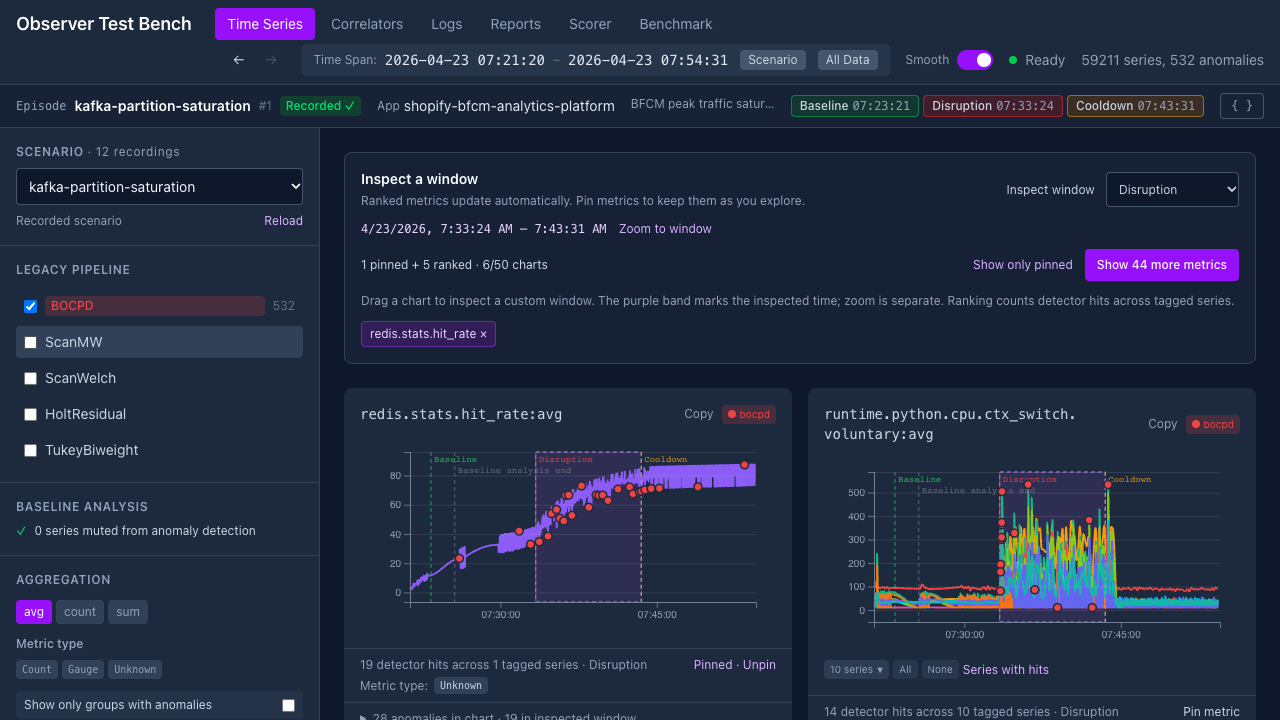 Observer Test Bench
Time Series
Correlators
Logs
Reports
Scorer
Benchmark
← → Time Span: 2026-04-23 07:21:20 – 2026-04-23 07:54:31 Scenario All Data Smooth Ready 59211 series, 532 anomalies
Episode kafka-partition-saturation #1 Recorded ✓ App shopify-bfcm-analytics-platform BFCM peak traffic satur... Baseline 07:23:21 Disruption 07:33:24 Cooldown 07:43:31 { }
SCENARIO · 12 recordings
kafka-partition-saturation
Recorded scenario Reload
LEGACY PIPELINE
BOCPD 532
ScanMW
ScanWelch
HoltResidual
TukeyBiweight
BASELINE ANALYSIS
✓ 0 series muted from anomaly detection
AGGREGATION
avg count sum
Metric type
Count Gauge Unknown
Show only groups with anomalies
Inspect a window
Ranked metrics update automatically. Pin metrics to keep them as you explore.
Inspect window Disruption
4/23/2026, 7:33:24 AM – 7:43:31 AM Zoom to window
1 pinned + 5 ranked · 6/50 charts
Show only pinned Show 44 more metrics
Drag a chart to inspect a custom window. The purple band marks the inspected time; zoom is separate. Ranking counts detector hits across tagged series.
redis.stats.hit_rate ×
redis.stats.hit_rate:avg Copy bocpd
Baseline Disruption Cooldown
Baseline analysis end
80
60
40
20
0
07:30:00 07:45:00
19 detector hits across 1 tagged series · Disruption Pinned · Unpin
Metric type: Unknown
▶ 28 anomalies in chart · 19 in inspected window
runtime.python.cpu.ctx_switch.
voluntary:avg
Copy bocpd
Baseline Disruption Cooldown
Baseline analysis end
500
400
300
200
100
0
07:30:00 07:45:00
10 series ▾ All None Series with hits
14 detector hits across 10 tagged series · Disruption Pin metric